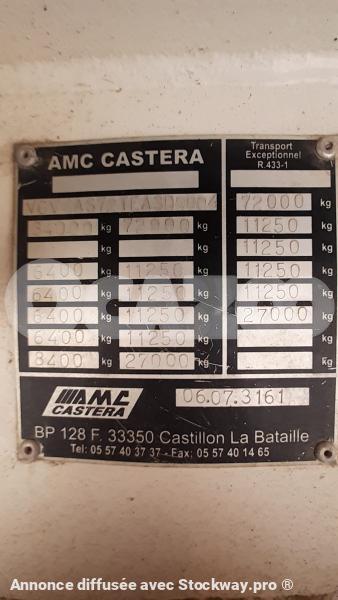 AMC CASTERA
Transport
Exceptionnel
R.433-1
72000 kg
kg 72000 kg 11250 kg
kg kg 11250 kg
6400 kg 11250 kg 11250 kg
6400 kg 11250 kg 11250 kg
6400 kg 11250 kg 27000 kg
6400 kg 11250 kg kg
8400 kg 27000 kg kg
AMC
CASTERA
06.07.3161
BP 128 F. 33350 Castillon La Bataille
Tel: 05 57 40 37 37 - Fax; 05 57 40 14 65
Annonce diffusée avec Stockway.pro ®